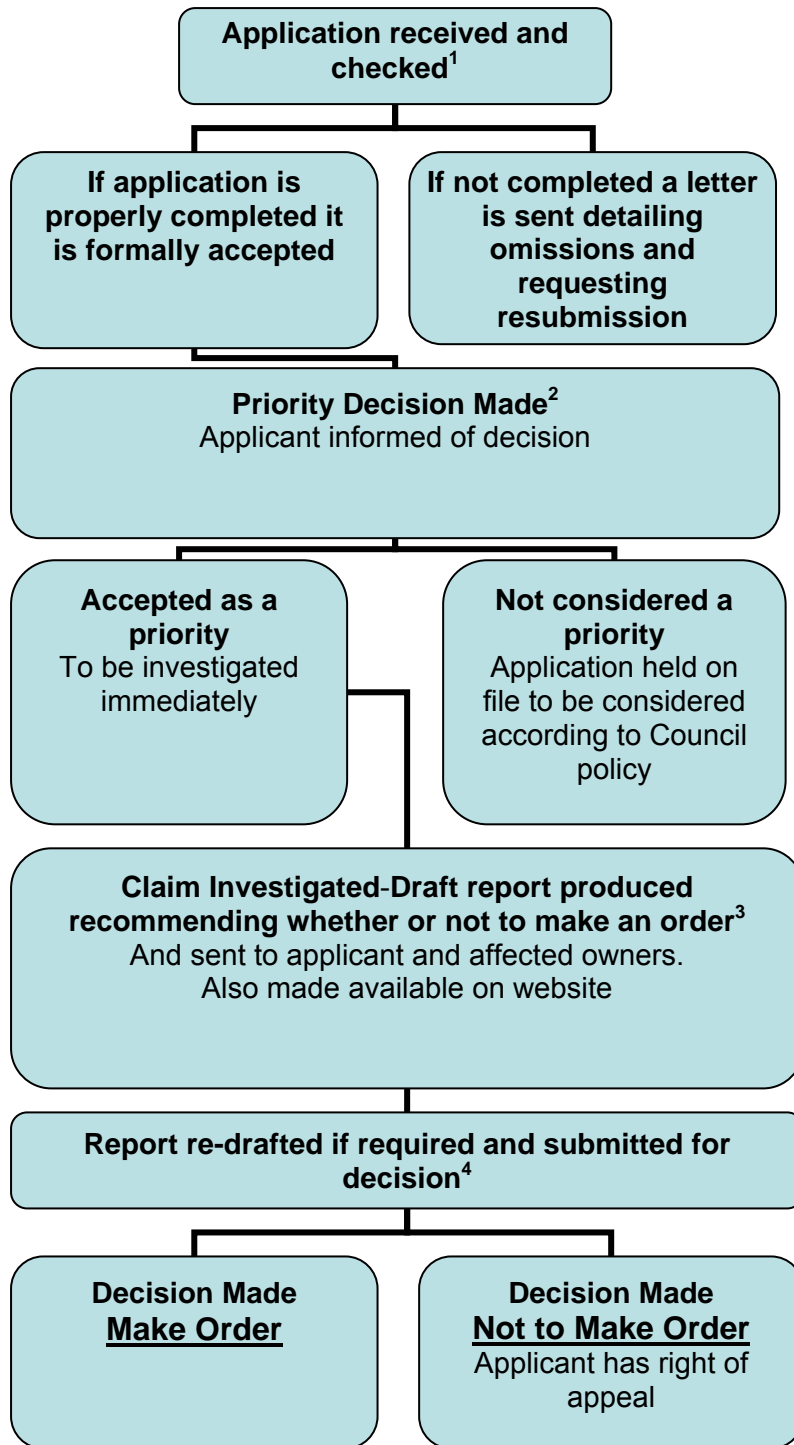 Application received and
checked¹
If application is
properly completed it
is formally accepted
If not completed a letter
is sent detailing
omissions and
requesting
resubmission
Priority Decision Made²
Applicant informed of decision
Accepted as a
priority
To be investigated
immediately
Not considered a
priority
Application held on
file to be considered
according to Council
policy
Claim Investigated-Draft report produced
recommending whether or not to make an order³
And sent to applicant and affected owners.
Also made available on website
Report re-drafted if required and submitted for
decision⁴
Decision Made
Make Order
Decision Made
Not to Make Order
Applicant has right of
appeal